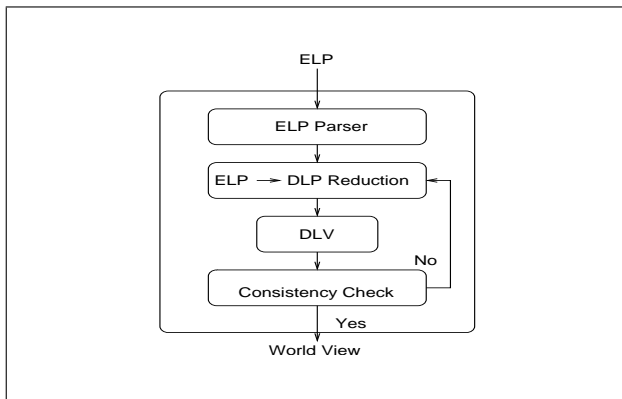 ELP
ELP Parser
ELP DLP Reduction
DLV
No
Consistency Check
Yes
World View